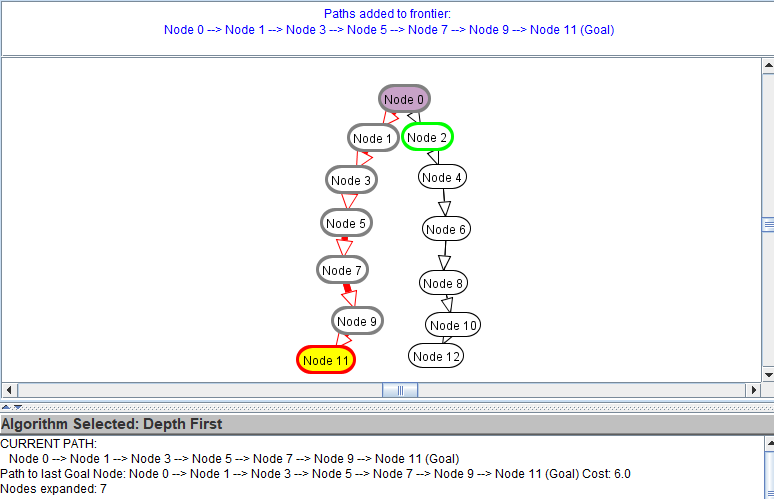 Paths added to frontier:
Node 0 --> Node 1 --> Node 3 --> Node 5 --> Node 7 --> Node 9 --> Node 11 (Goal)
Node 0
Node 1
Node 2
Node 3
Node 4
Node 5
Node 6
Node 7
Node 8
Node 9
Node 10
Node 11
Node 12
Algorithm Selected: Depth First
CURRENT PATH:
Node 0 --> Node 1 --> Node 3 --> Node 5 --> Node 7 --> Node 9 --> Node 11 (Goal)
Path to last Goal Node: Node 0 --> Node 1 --> Node 3 --> Node 5 --> Node 7 --> Node 9 --> Node 11 (Goal) Cost: 6.0
Nodes expanded: 7